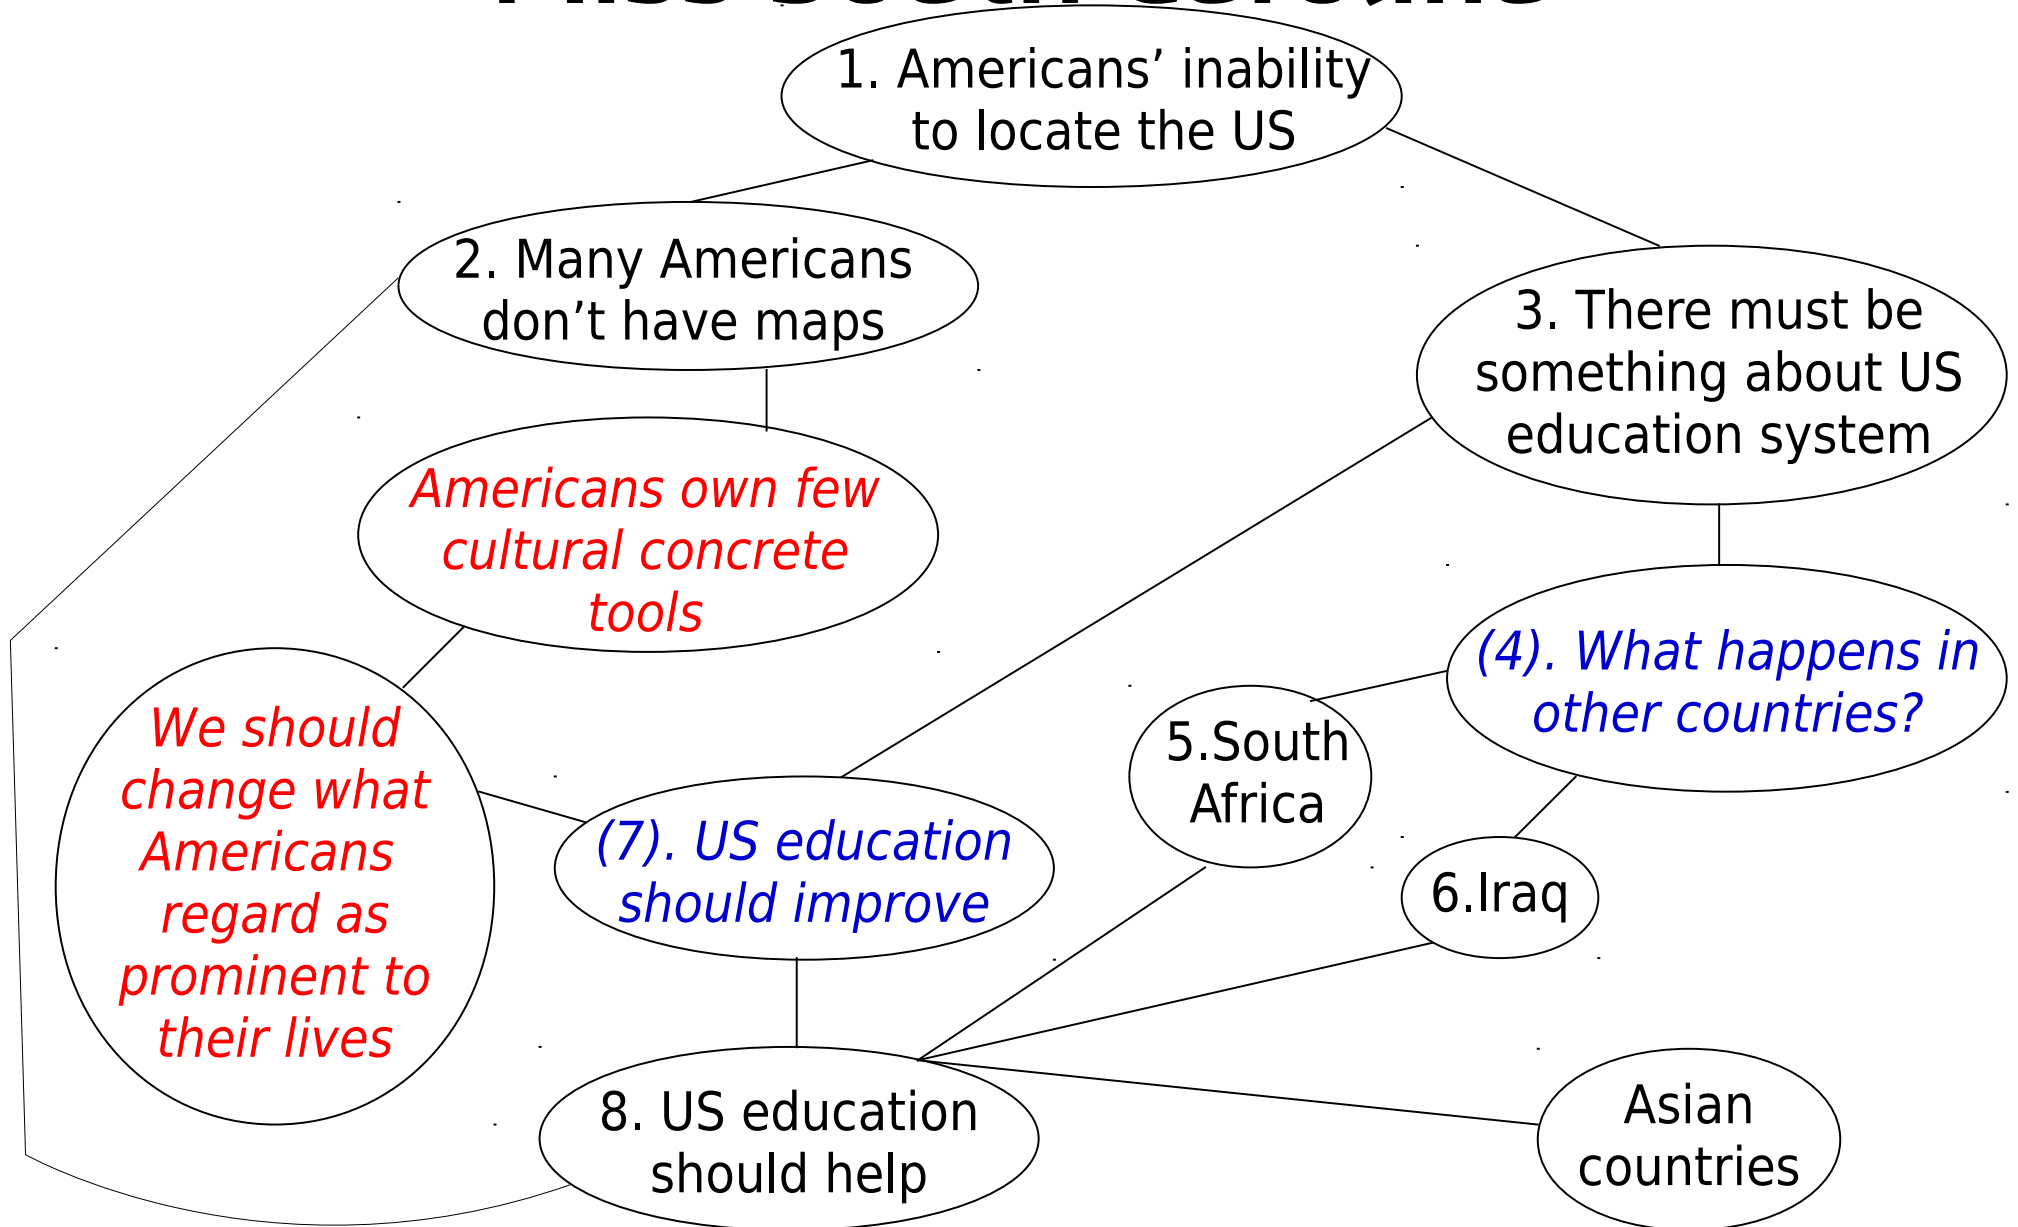 1. Americans’ inability
to locate the US
2. Many Americans
don’t have maps
3. There must be
something about US
education system
Americans own few
cultural concrete
tools
(4). What happens in
other countries?
We should
change what
Americans
regard as
prominent to
their lives
5.South
Africa
(7). US education
should improve
6.Iraq
8. US education
should help
Asian
countries